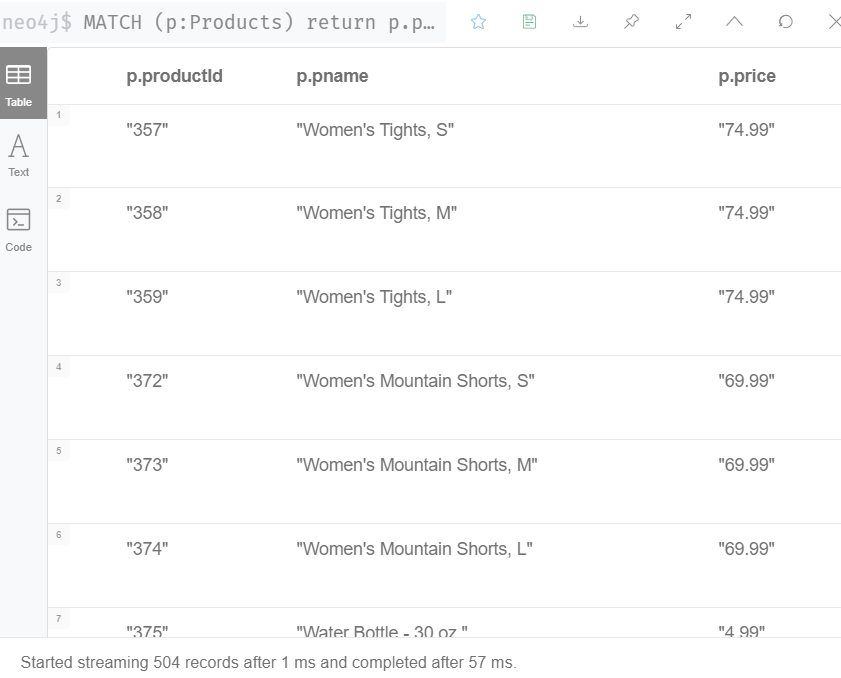 neo4j$ MATCH (p:Products) return p.p…
p.productId p.pname p.price
Table
1 "357" "Women's Tights, S" "74.99"
Text
2 "358" "Women's Tights, M" "74.99"
Code
3 "359" "Women's Tights, L" "74.99"
4 "372" "Women's Mountain Shorts, S" "69.99"
5 "373" "Women's Mountain Shorts, M" "69.99"
6 "374" "Women's Mountain Shorts, L" "69.99"
7 "375" "Water Bottle - 30 oz." "4.99"
Started streaming 504 records after 1 ms and completed after 57 ms.